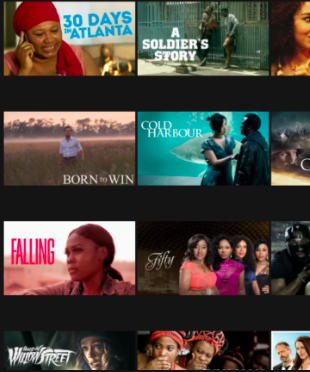 30 DAYS
IN ATLANTA
A
SOLDIER'S
STORY
BORN TO WIN
COLD
HARBOUR
C
FALLING
Fifty
WILLOW STREET